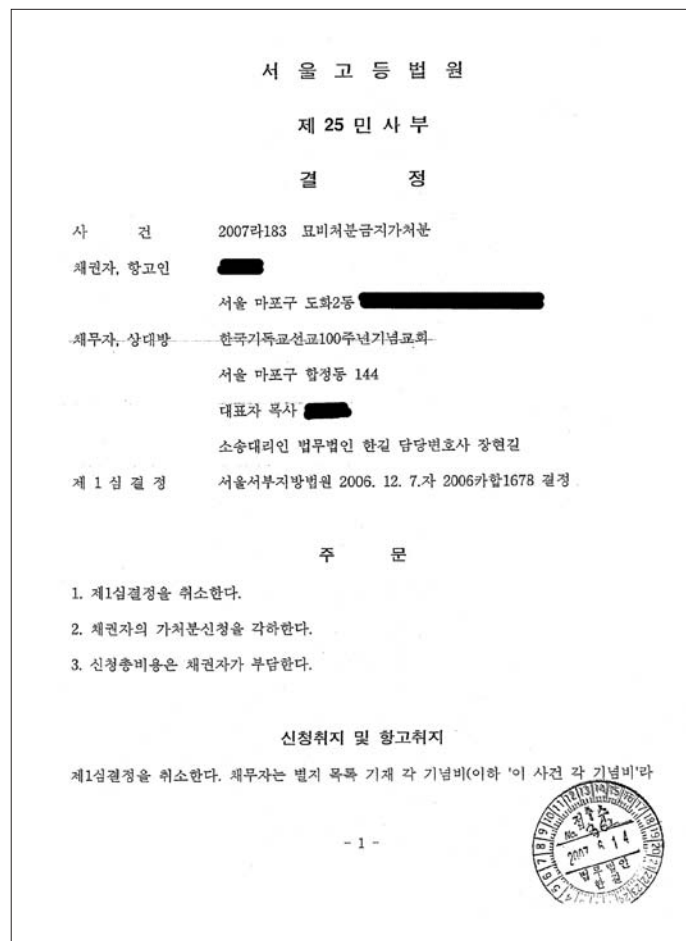 서울고등법원
제 25 민사부
결 정
사 건 2007라183 묘비처분금지가처분
채권자, 항고인
서울 마포구 도화2동
채무자, 상대방 한국기독교선교100주년기념교회
서울 마포구 합정동 144
대표자 목사
소송대리인 법무법인 한길 담당변호사 장현길
제 1 심 결 정 서울서부지방법원 2006. 12. 7.자 2006카합1678 결정
주 문
1. 제1심결정을 취소한다.
2. 채권자의 가처분신청을 각하한다.
3. 신청총비용은 채권자가 부담한다.
신청취지 및 항고취지
제1심결정을 취소한다. 채무자는 별지 목록 기재 각 기념비(이하 '이 사건 각 기념비'라
- 1 -
접수
No.
법무법인
한길